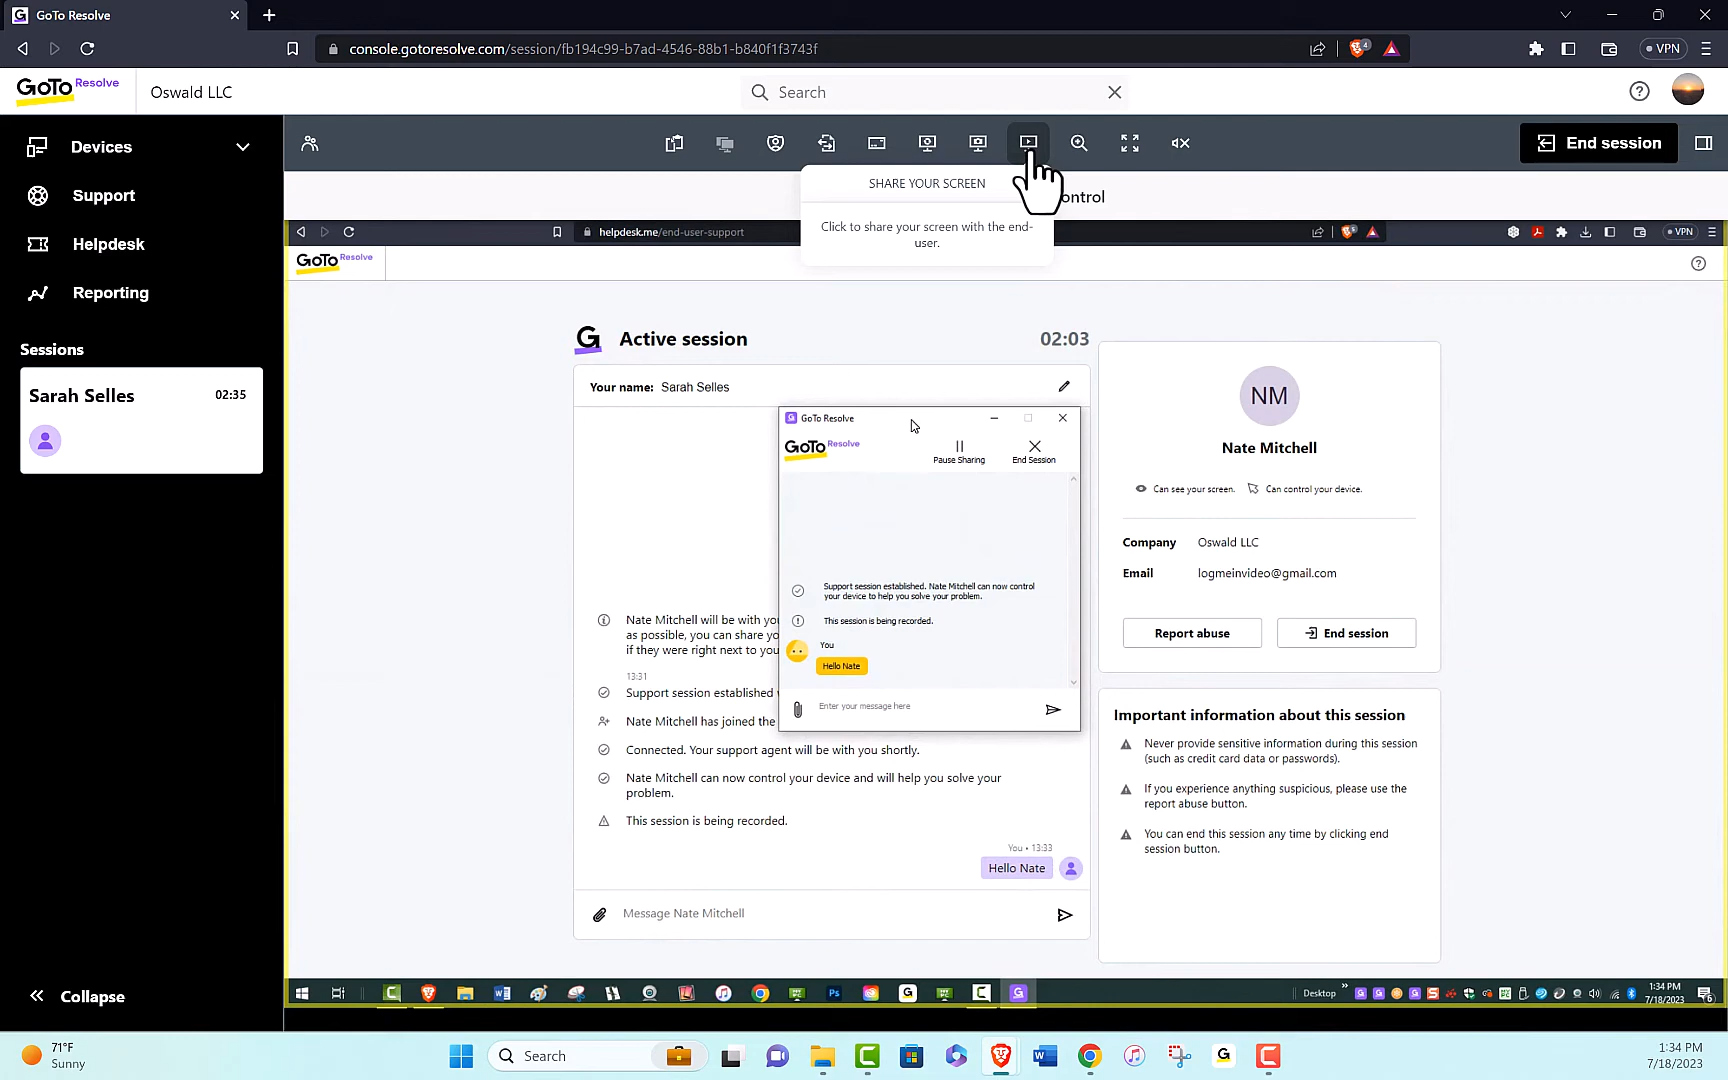 GoTo Resolve
console.gotoresolve.com/session/fb194c99-b7ad-4546-88b1-b840f1f3743f
4
VPN
GoTo Resolve
Oswald LLC
Search
Devices
Support
Helpdesk
Reporting
Sessions
Sarah Selles
02:35
Collapse
End session
SHARE YOUR SCREEN
Click to share your screen with the end-
user.
ontrol
helpdesk.me/end-user-support
VPN
GoTo Resolve
G Active session
02:03
Your name: Sarah Selles
Nate Mitchell will be with you
as possible, you can share yo
if they were right next to you
13:31
Support session established
Nate Mitchell has joined the
Connected. Your support agent will be with you shortly.
Nate Mitchell can now control your device and will help you solve your
problem.
This session is being recorded.
You • 13:33
Hello Nate
Message Nate Mitchell
GoTo Resolve
GoTo Resolve
Pause Sharing
End Session
Support session established. Nate Mitchell can now control
your device to help you solve your problem.
This session is being recorded.
You
Hello Nate
Enter your message here
NM
Nate Mitchell
Can see your screen.
Can control your device.
Company Oswald LLC
Email logmeinvideo@gmail.com
Report abuse
End session
Important information about this session
Never provide sensitive information during this session
(such as credit card data or passwords).
If you experience anything suspicious, please use the
report abuse button.
You can end this session any time by clicking end
session button.
Desktop
1:34 PM
7/18/2023
71°F
Sunny
Search
1:34 PM
7/18/2023